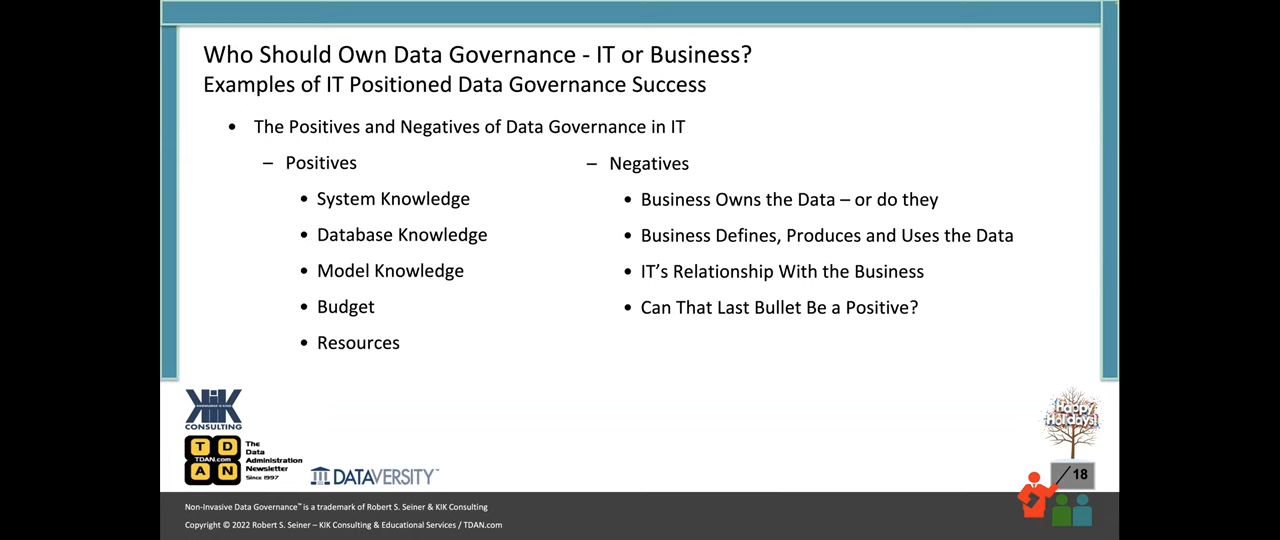 Who Should Own Data Governance - IT or Business?
Examples of IT Positioned Data Governance Success
• The Positives and Negatives of Data Governance in IT
– Positives
• System Knowledge
• Database Knowledge
• Model Knowledge
• Budget
• Resources
– Negatives
• Business Owns the Data – or do they
• Business Defines, Produces and Uses the Data
• IT's Relationship With the Business
• Can That Last Bullet Be a Positive?
KIK
CONSULTING
T D
TDAN.com
A N
The
Data
Administration
Newsletter
Since 1997
DATAVERSITY™
Happy
Holidays!
18
Non-Invasive Data Governance™ is a trademark of Robert S. Seiner & KIK Consulting
Copyright © 2022 Robert S. Seiner – KIK Consulting & Educational Services / TDAN.com